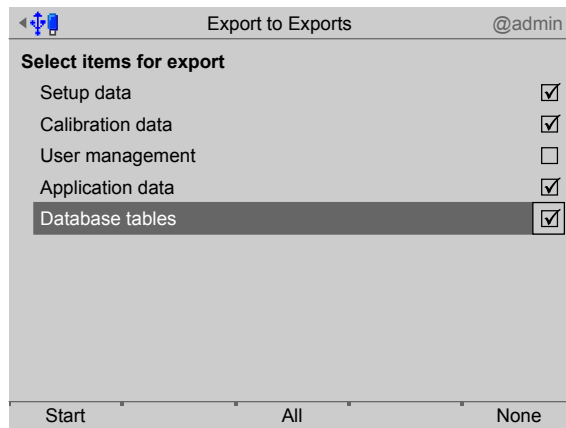 Export to Exports @admin
Select items for export
Setup data
Calibration data
User management
Application data
Database tables
Start All None